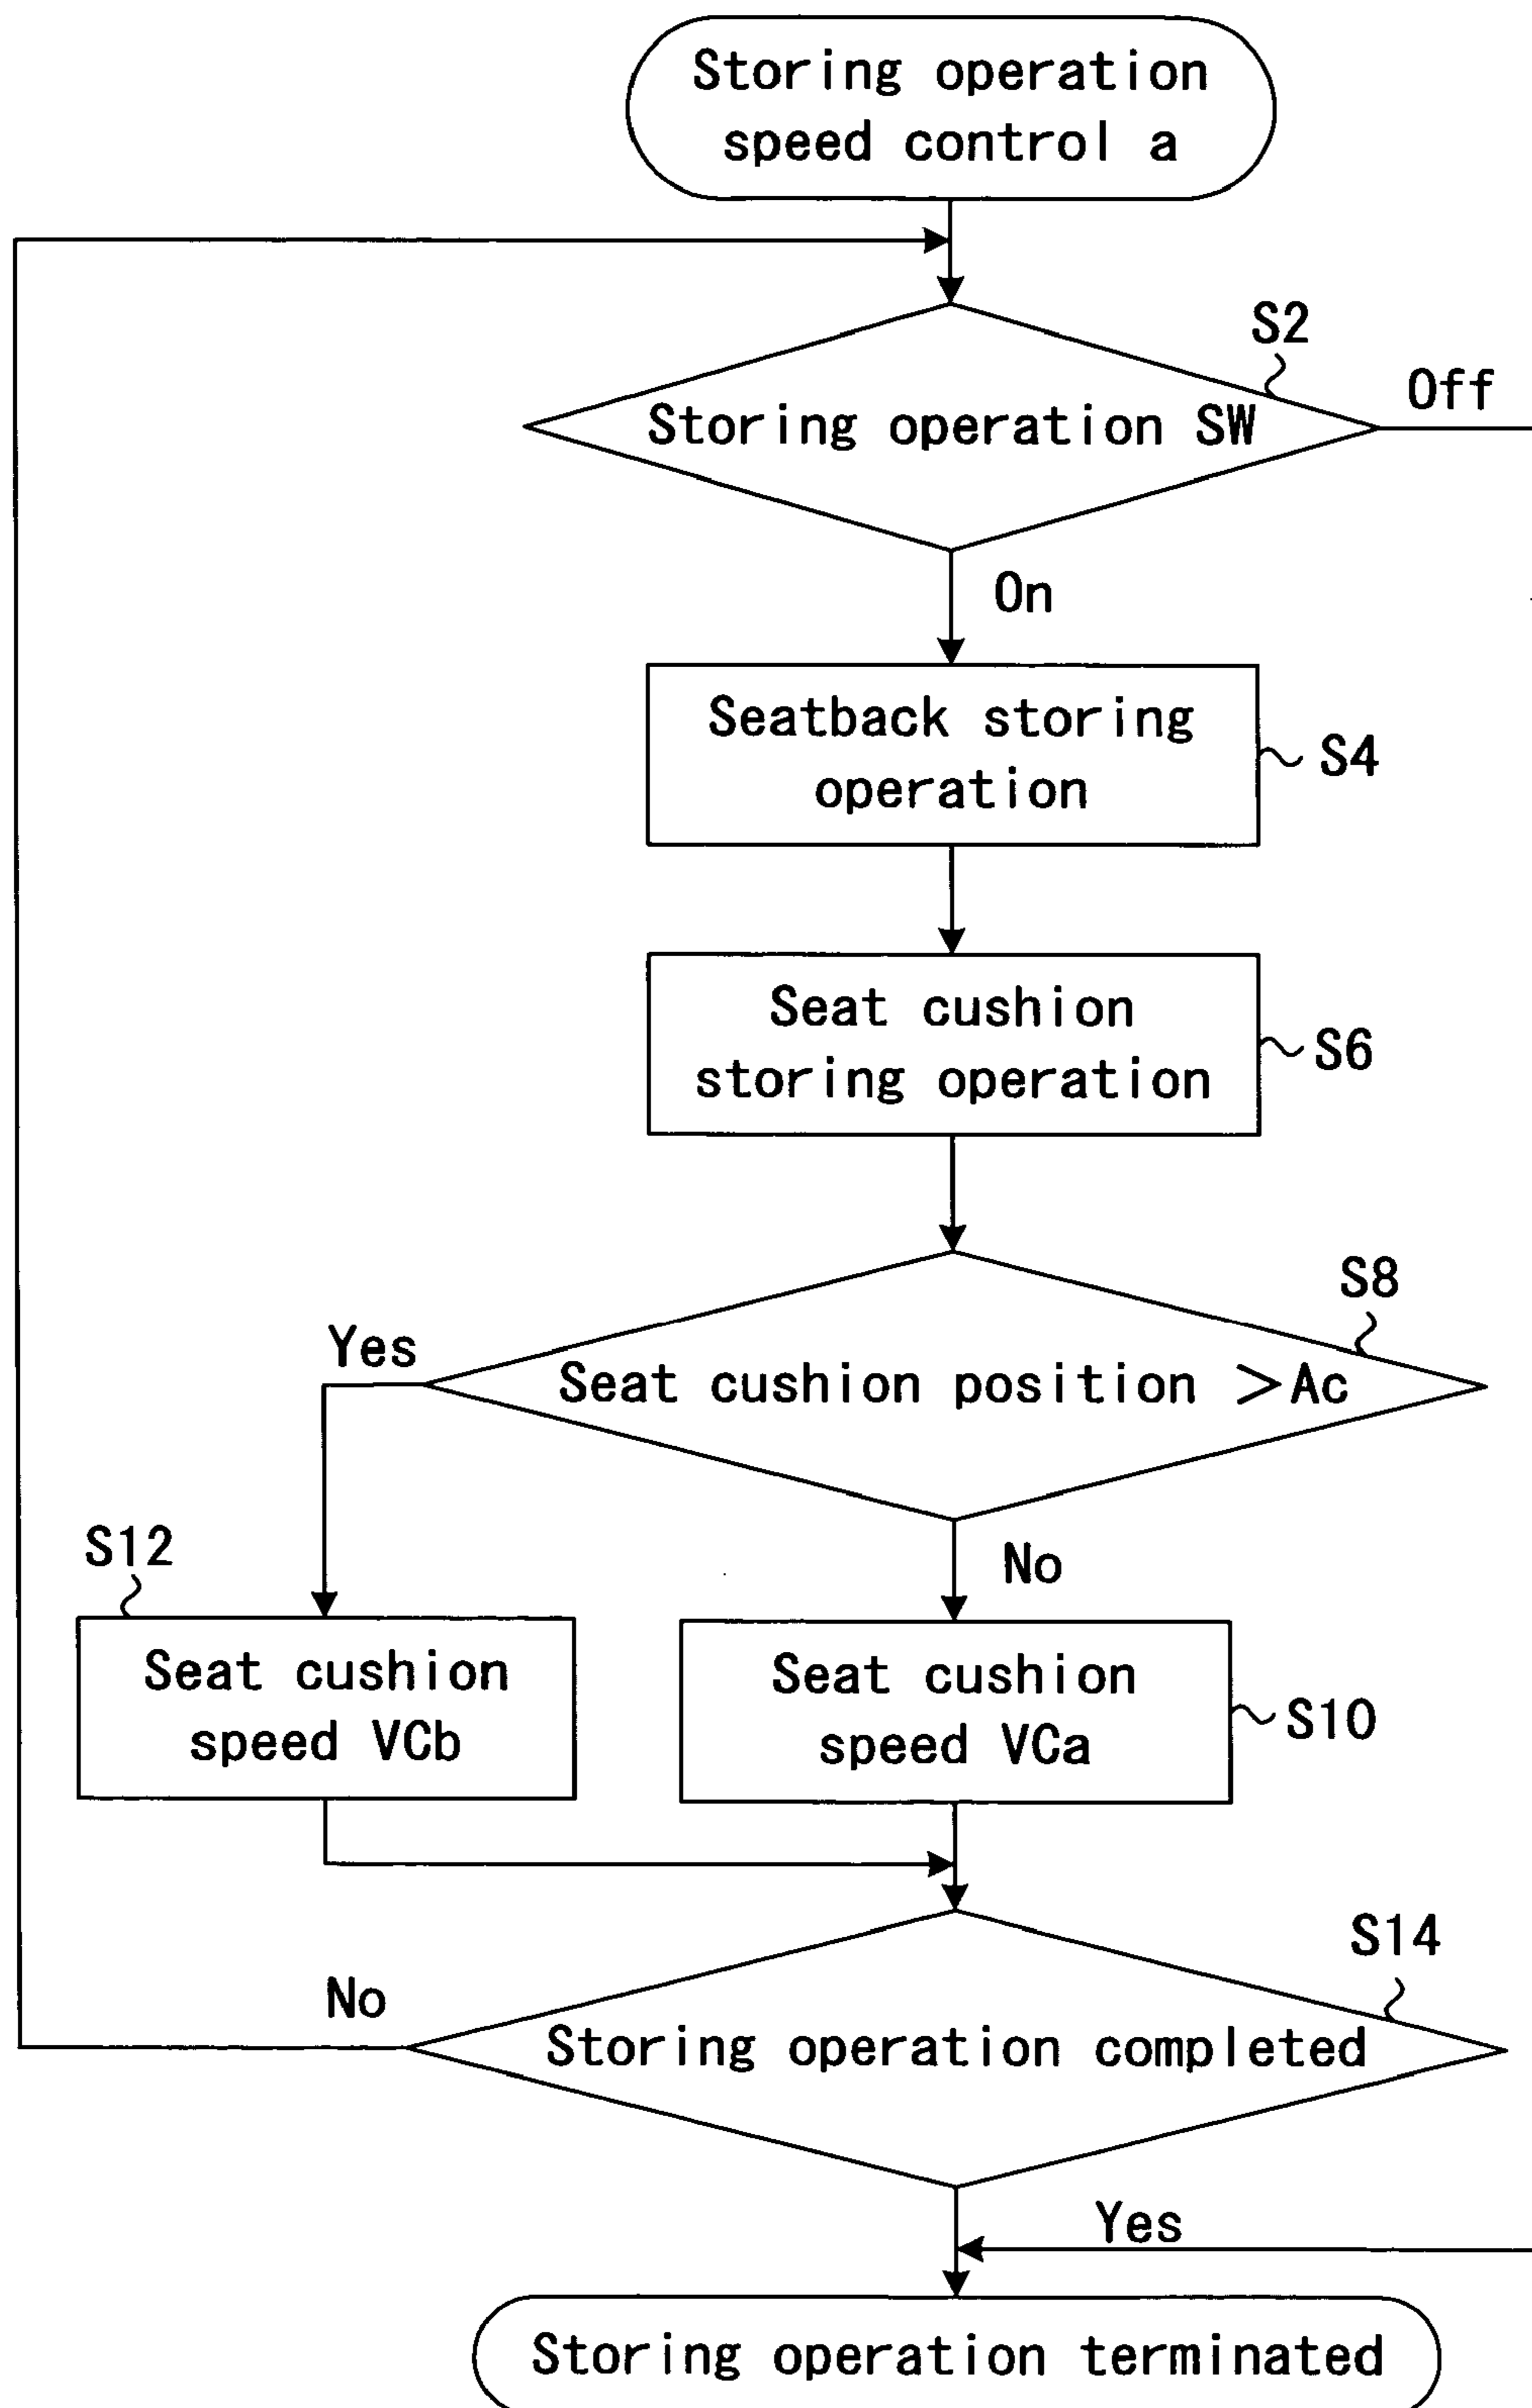 Storing operation
speed control a
S2
Off
Storing operation SW
On
Seatback storing
operation
S4
Seat cushion
storing operation
S6
S8
Yes
Seat cushion position >Ac
No
S12
Seat cushion
speed VCb
Seat cushion
speed VCa
S10
S14
No
Storing operation completed
Yes
Storing operation terminated